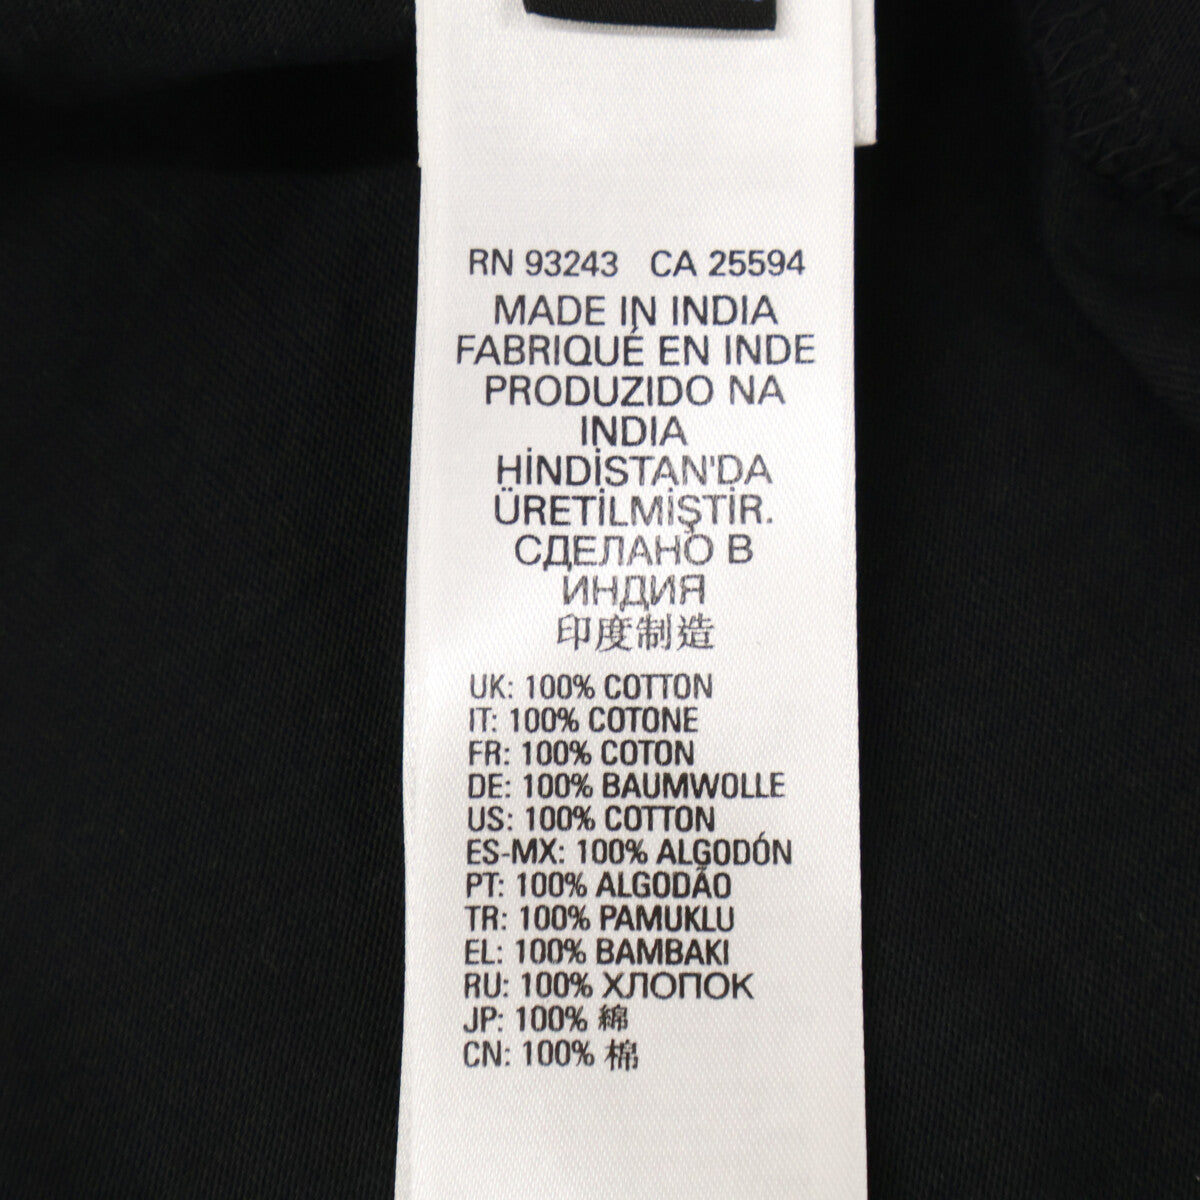 RN 93243 CA 25594
MADE IN INDIA
FABRIQUÉ EN INDE
PRODUZIDO NA
INDIA
HİNDİSTAN'DA
ÜRETİLMİŞTİR.
СДЕЛАНО В
ИНДИЯ
印度制造
UK: 100% COTTON
IT: 100% COTONE
FR: 100% COTON
DE: 100% BAUMWOLLE
US: 100% COTTON
ES-MX: 100% ALGODÓN
PT: 100% ALGODÃO
TR: 100% PAMUKLU
EL: 100% BAMBAKI
RU: 100% ХЛОПОК
JP: 100% 綿
CN: 100% 棉